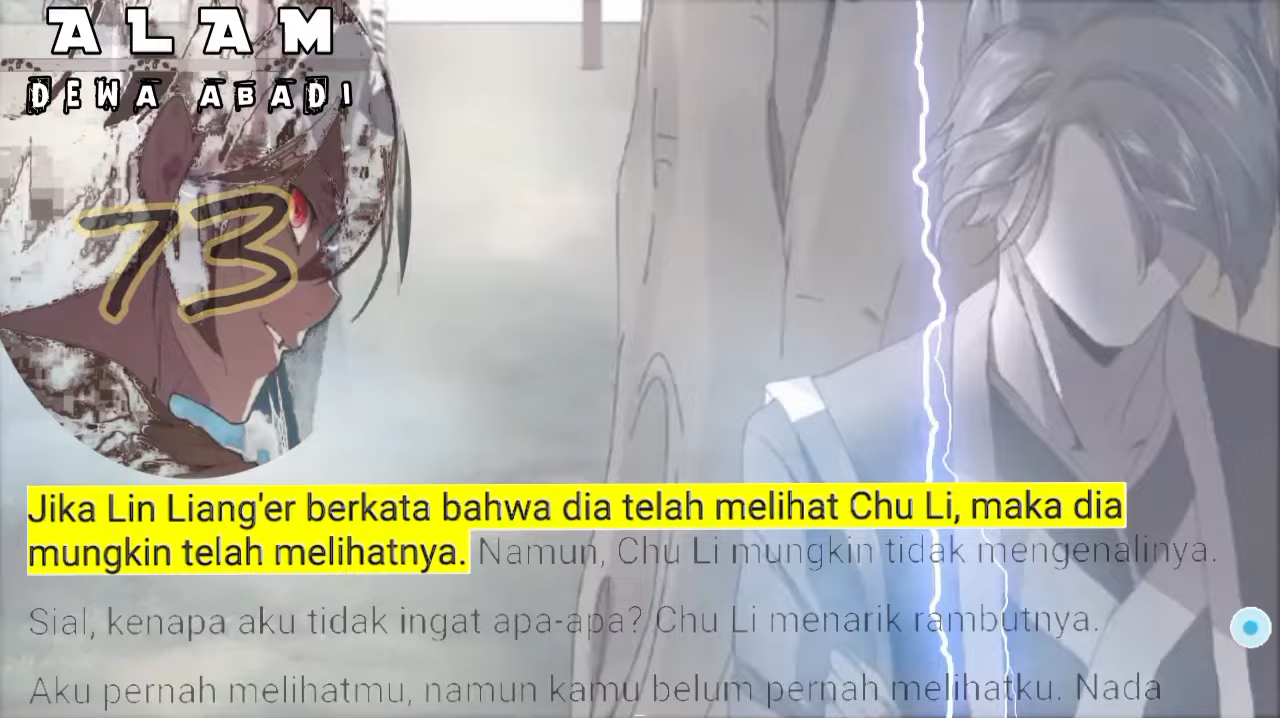 ALAM
DEWA ABADI
73
Jika Lin Liang'er berkata bahwa dia telah melihat Chu Li, maka dia
mungkin telah melihatnya. Namun, Chu Li mungkin tidak mengenalinya.
Sial, kenapa aku tidak ingat apa-apa? Chu Li menarik rambutnya.
Aku pernah melihatmu, namun kamu belum pernah melihatku. Nada